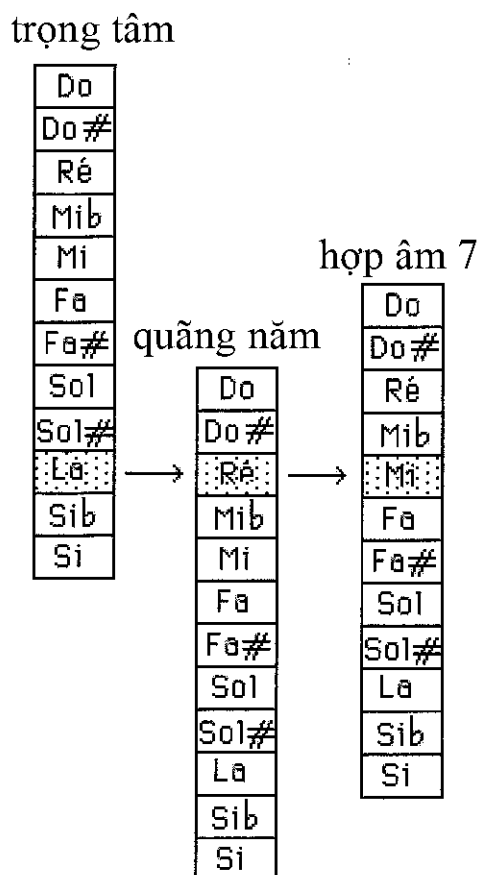 trọng tâm
Do
Do#
Ré
Mib
Mi
Fa
Fa#
Sol
Sol#
La
Sib
Si
quãng năm
Do
Do#
Ré
Mib
Mi
Fa
Fa#
Sol
Sol#
La
Sib
Si
hợp âm 7
Do
Do#
Ré
Mib
Mi
Fa
Fa#
Sol
Sol#
La
Sib
Si